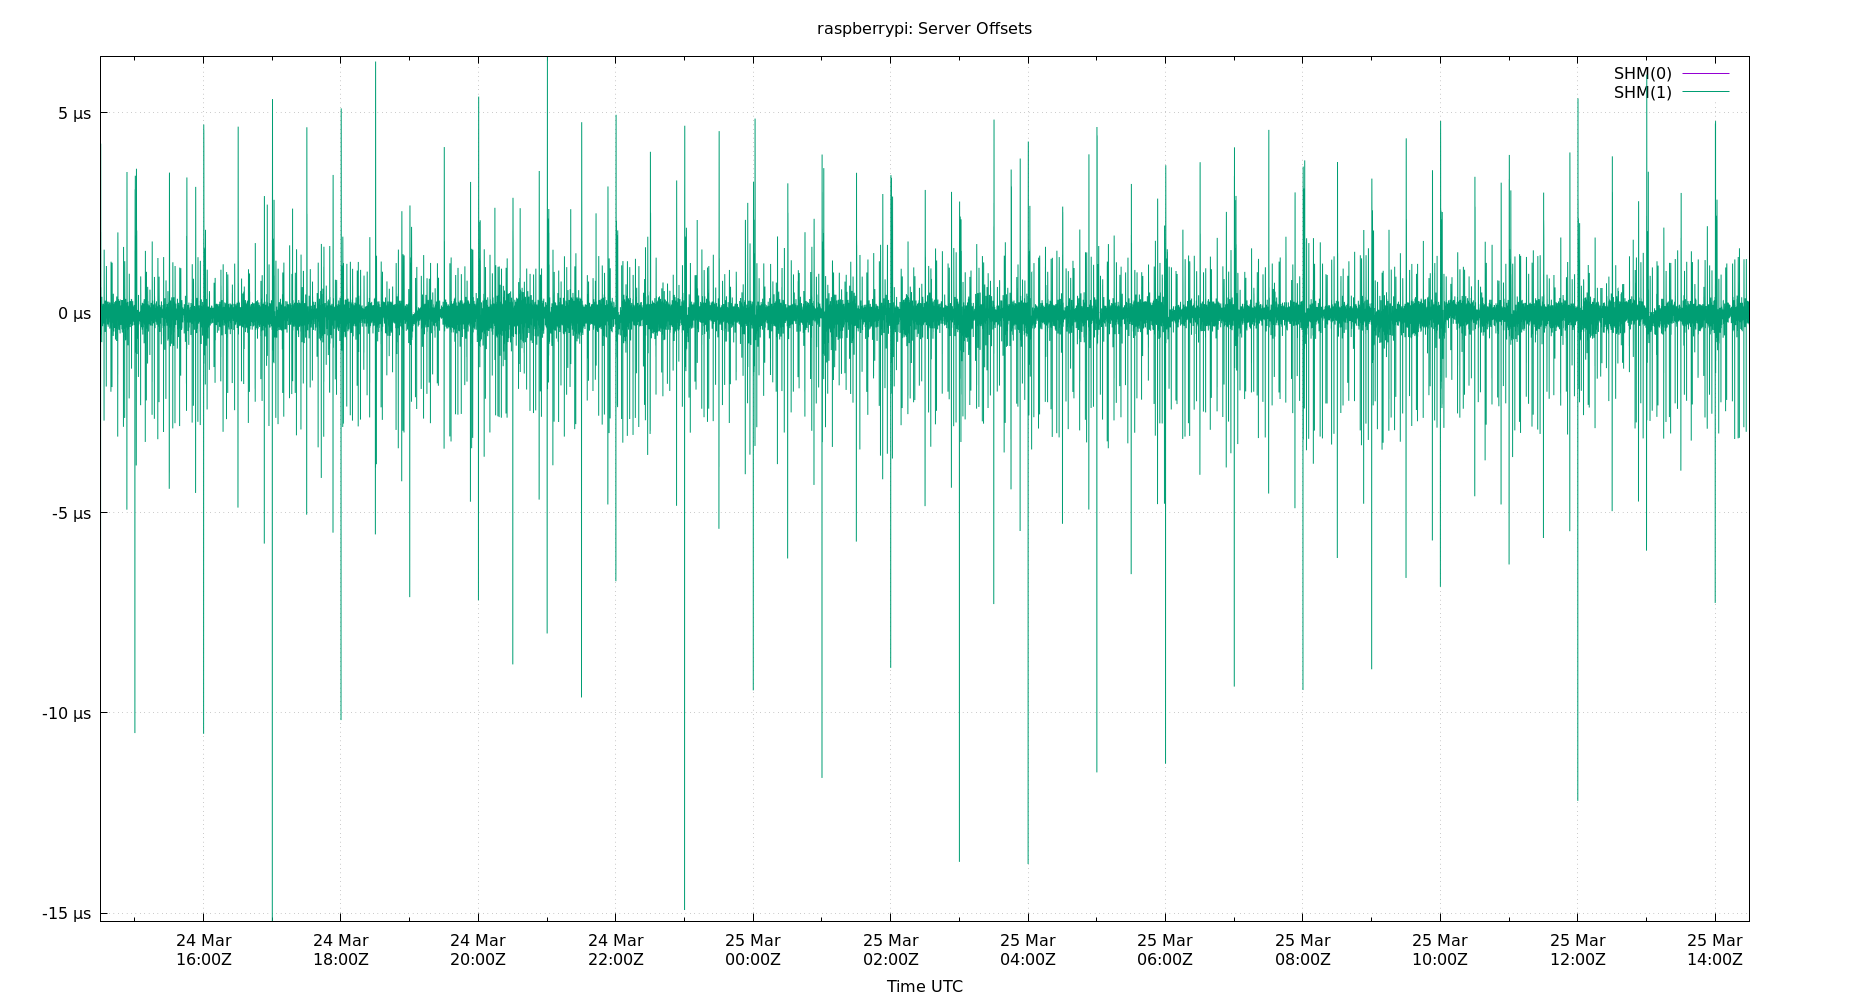 raspberrypi: Server Offsets
SHM(0)
SHM(1)
5 µs
0 µs
-5 µs
-10 µs
-15 µs
24 Mar 24 Mar 24 Mar 24 Mar 25 Mar 25 Mar 25 Mar 25 Mar 25 Mar 25 Mar 25 Mar 25 Mar
16:00Z 18:00Z 20:00Z 22:00Z 00:00Z 02:00Z 04:00Z 06:00Z 08:00Z 10:00Z 12:00Z 14:00Z
Time UTC